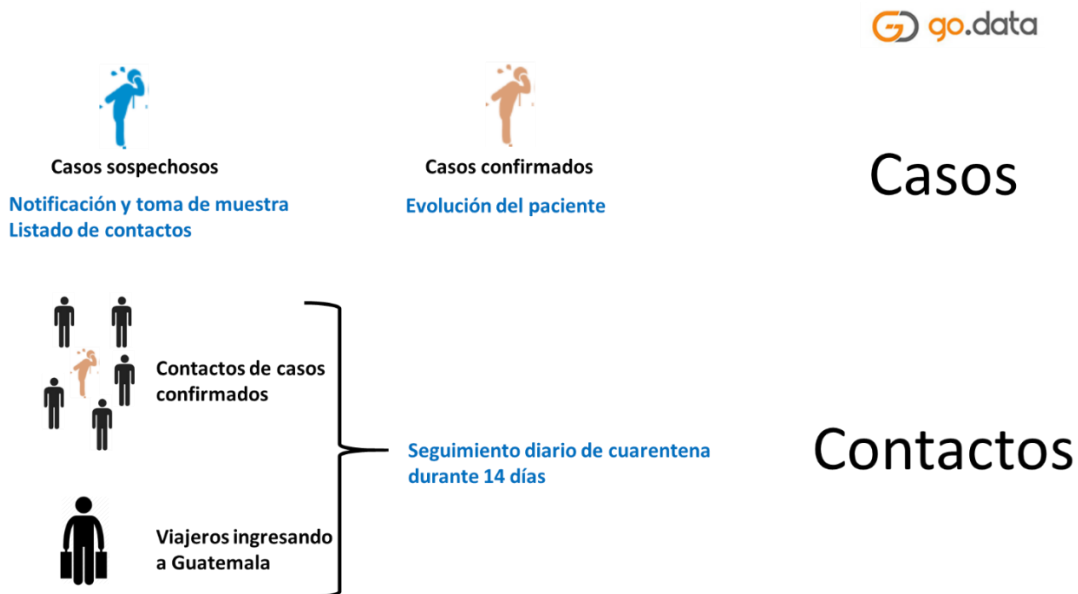 go.data
Casos sospechosos
Notificación y toma de muestra
Listado de contactos
Casos confirmados
Evolución del paciente
Casos
Contactos de casos
confirmados
Viajeros ingresando
a Guatemala
Seguimiento diario de cuarentena
durante 14 días
Contactos